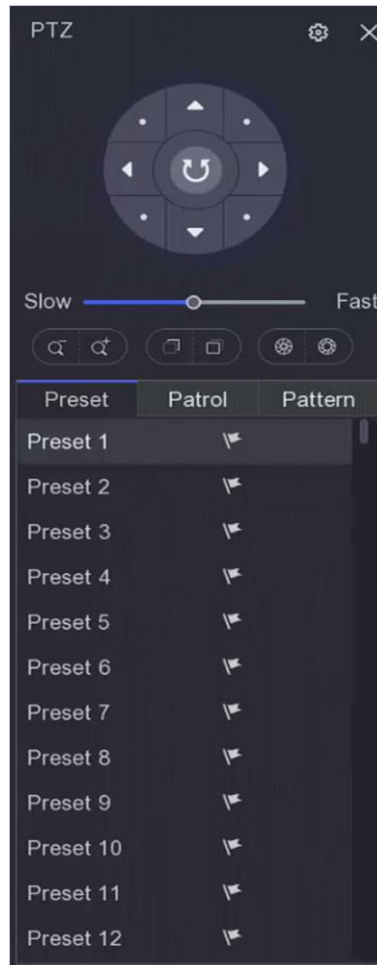 PTZ
Slow Fast
Preset Patrol Pattern
Preset 1
Preset 2
Preset 3
Preset 4
Preset 5
Preset 6
Preset 7
Preset 8
Preset 9
Preset 10
Preset 11
Preset 12